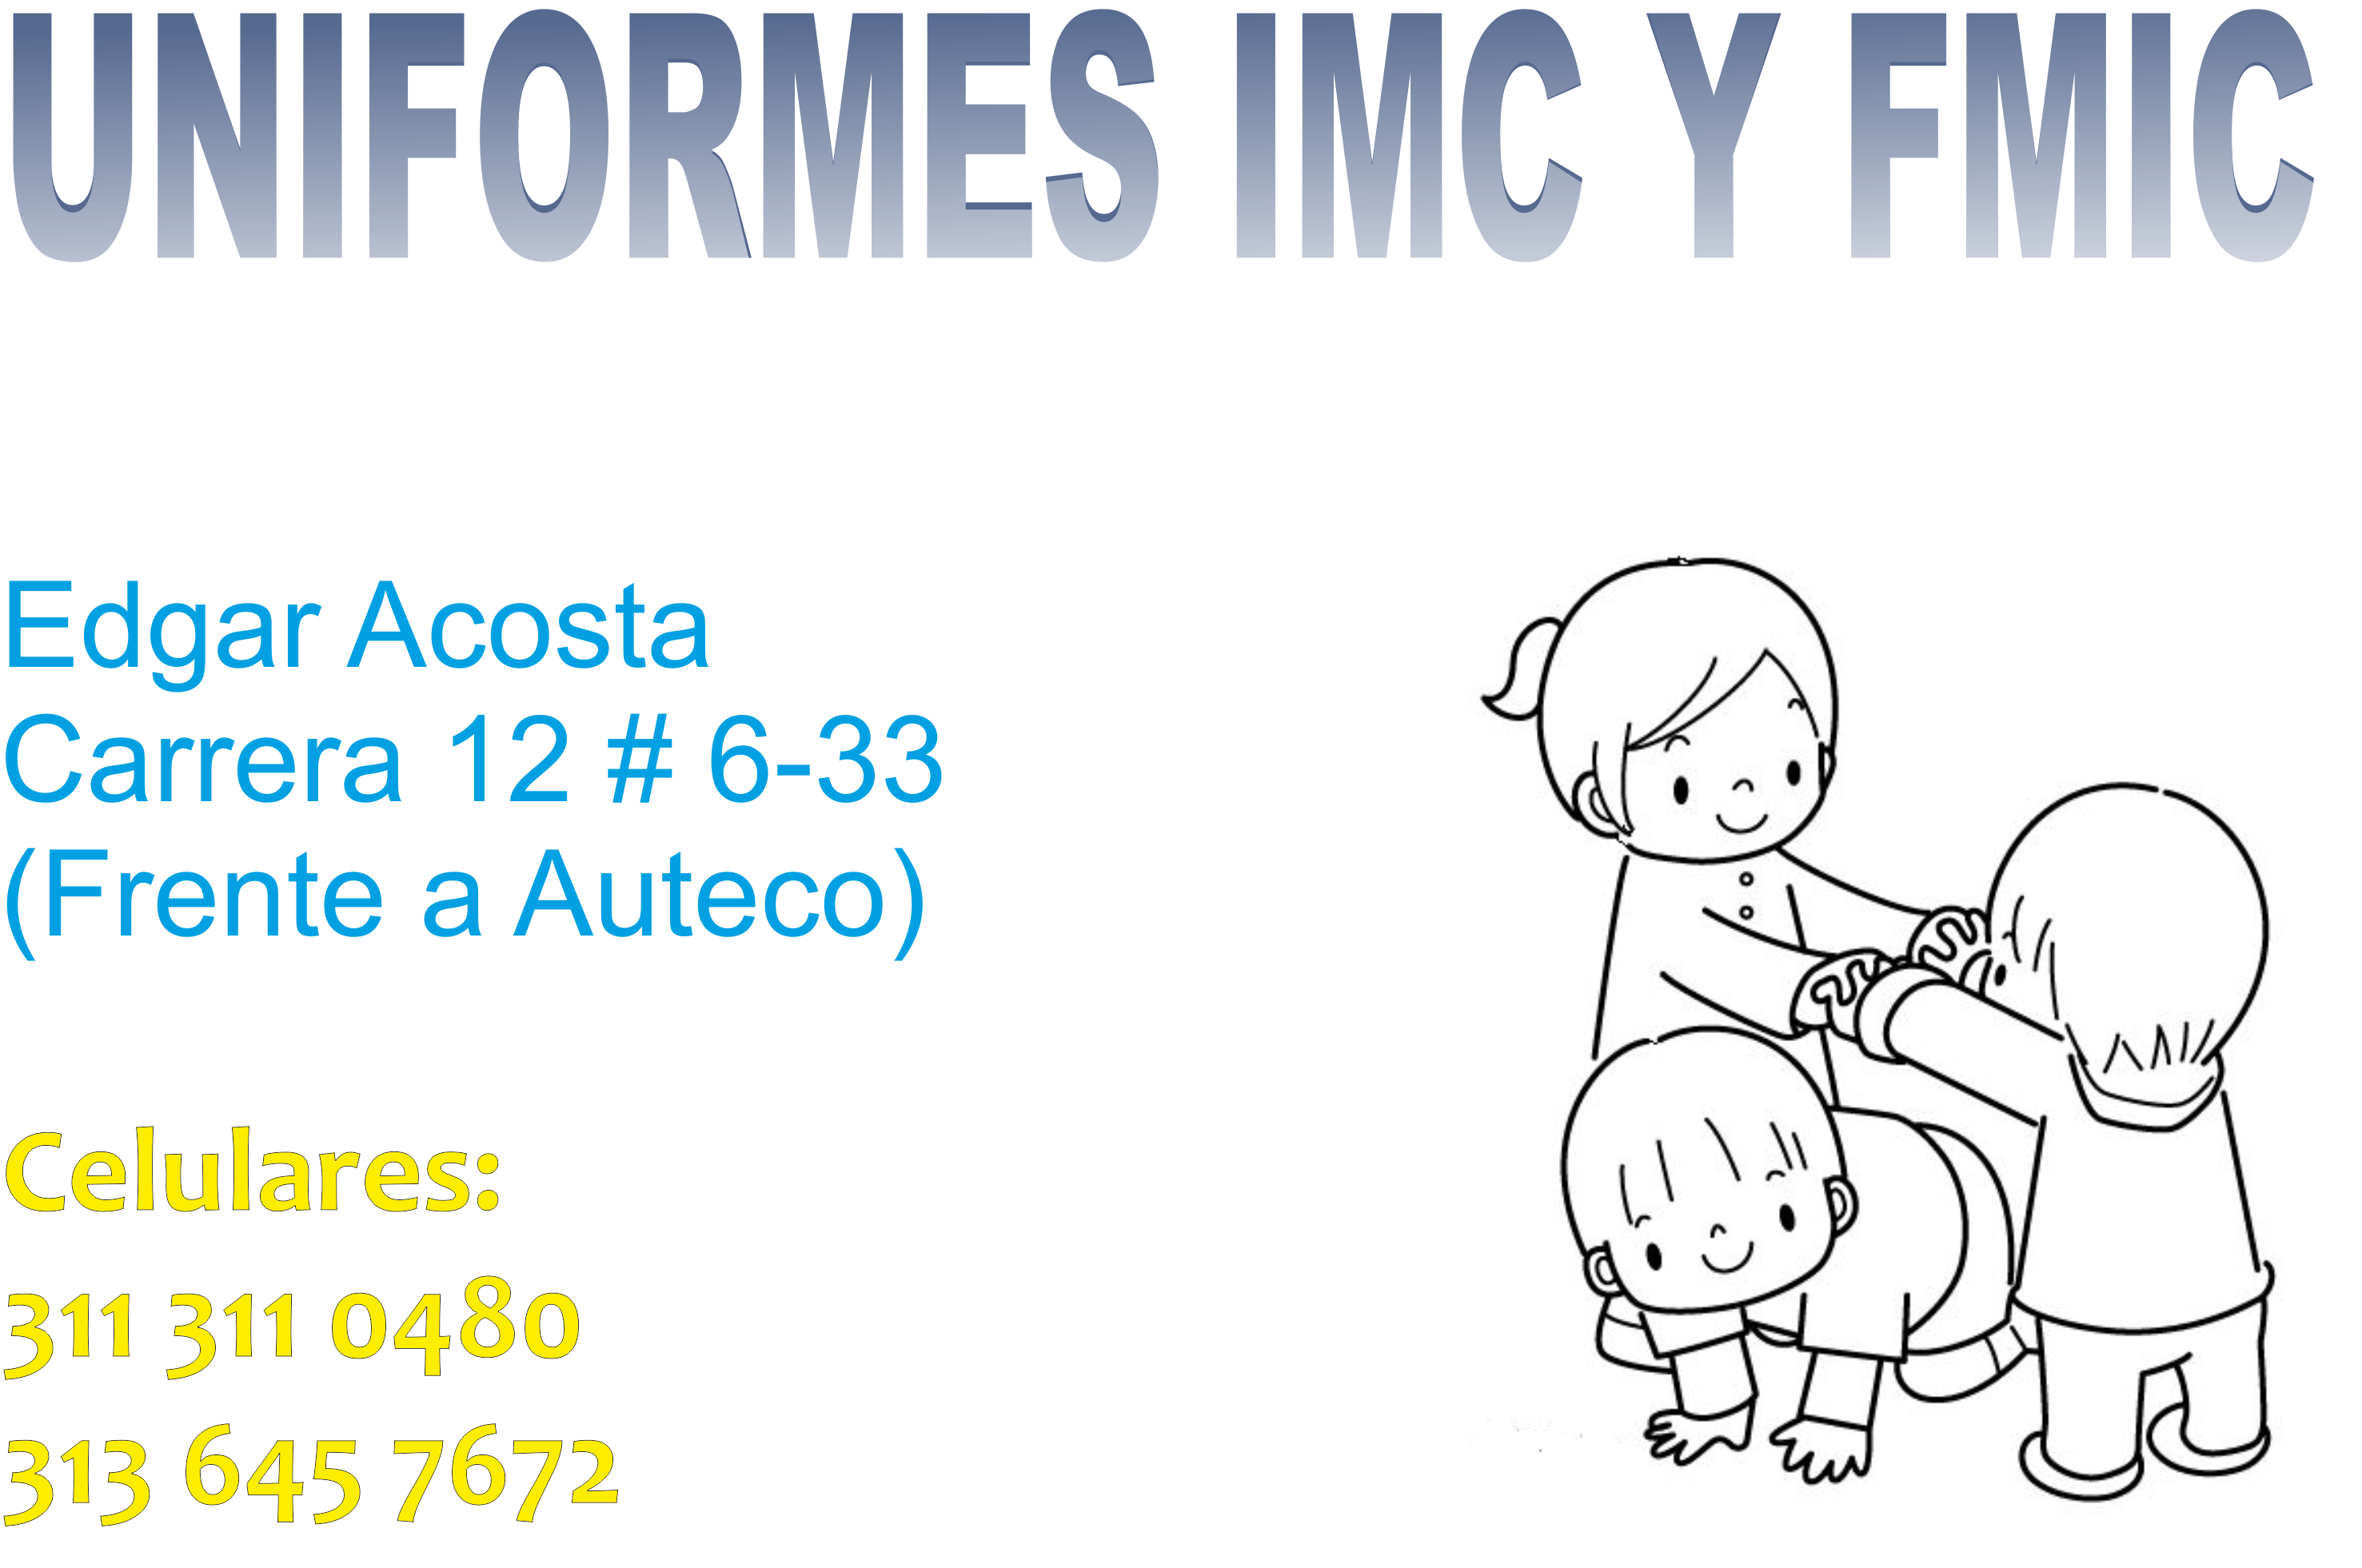 UNIFORMES IMC Y FMIC
Edgar Acosta
Carrera 12 # 6-33
(Frente a Auteco)
Celulares:
311 311 0480
313 645 7672